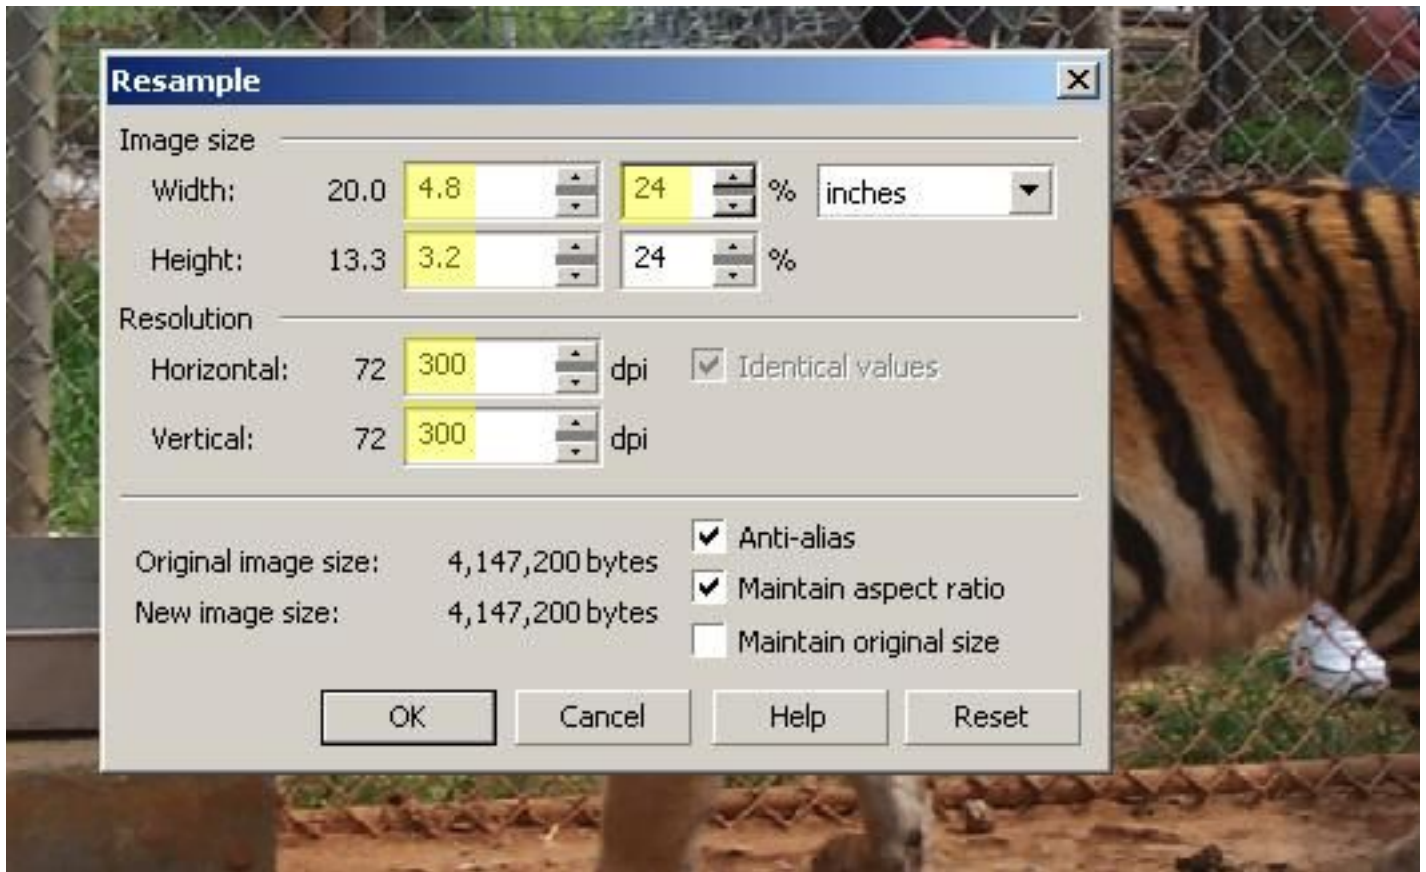 Resample
Image size
Width: 20.0 4.8 24 % inches
Height: 13.3 3.2 24 %
Resolution
Horizontal: 72 300 dpi Identical values
Vertical: 72 300 dpi
Anti-alias
Original image size: 4,147,200 bytes
Maintain aspect ratio
New image size: 4,147,200 bytes
Maintain original size
OK Cancel Help Reset